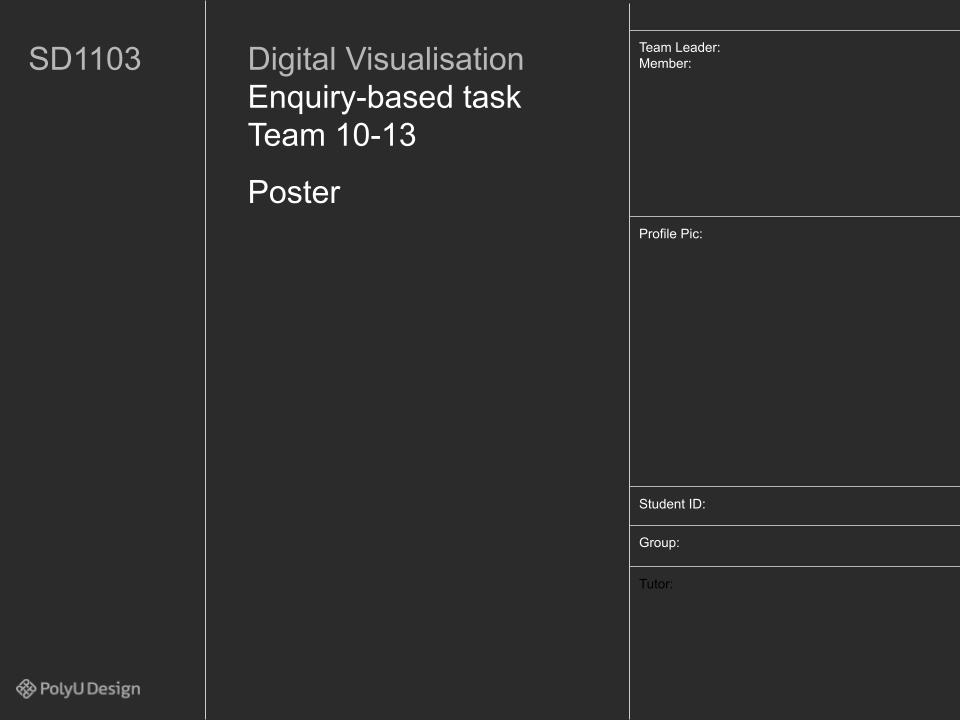 SD1103
Digital Visualisation
Enquiry-based task
Team 10-13
Poster
Team Leader:
Member:
Profile Pic:
Student ID:
Group:
Tutor:
PolyU Design